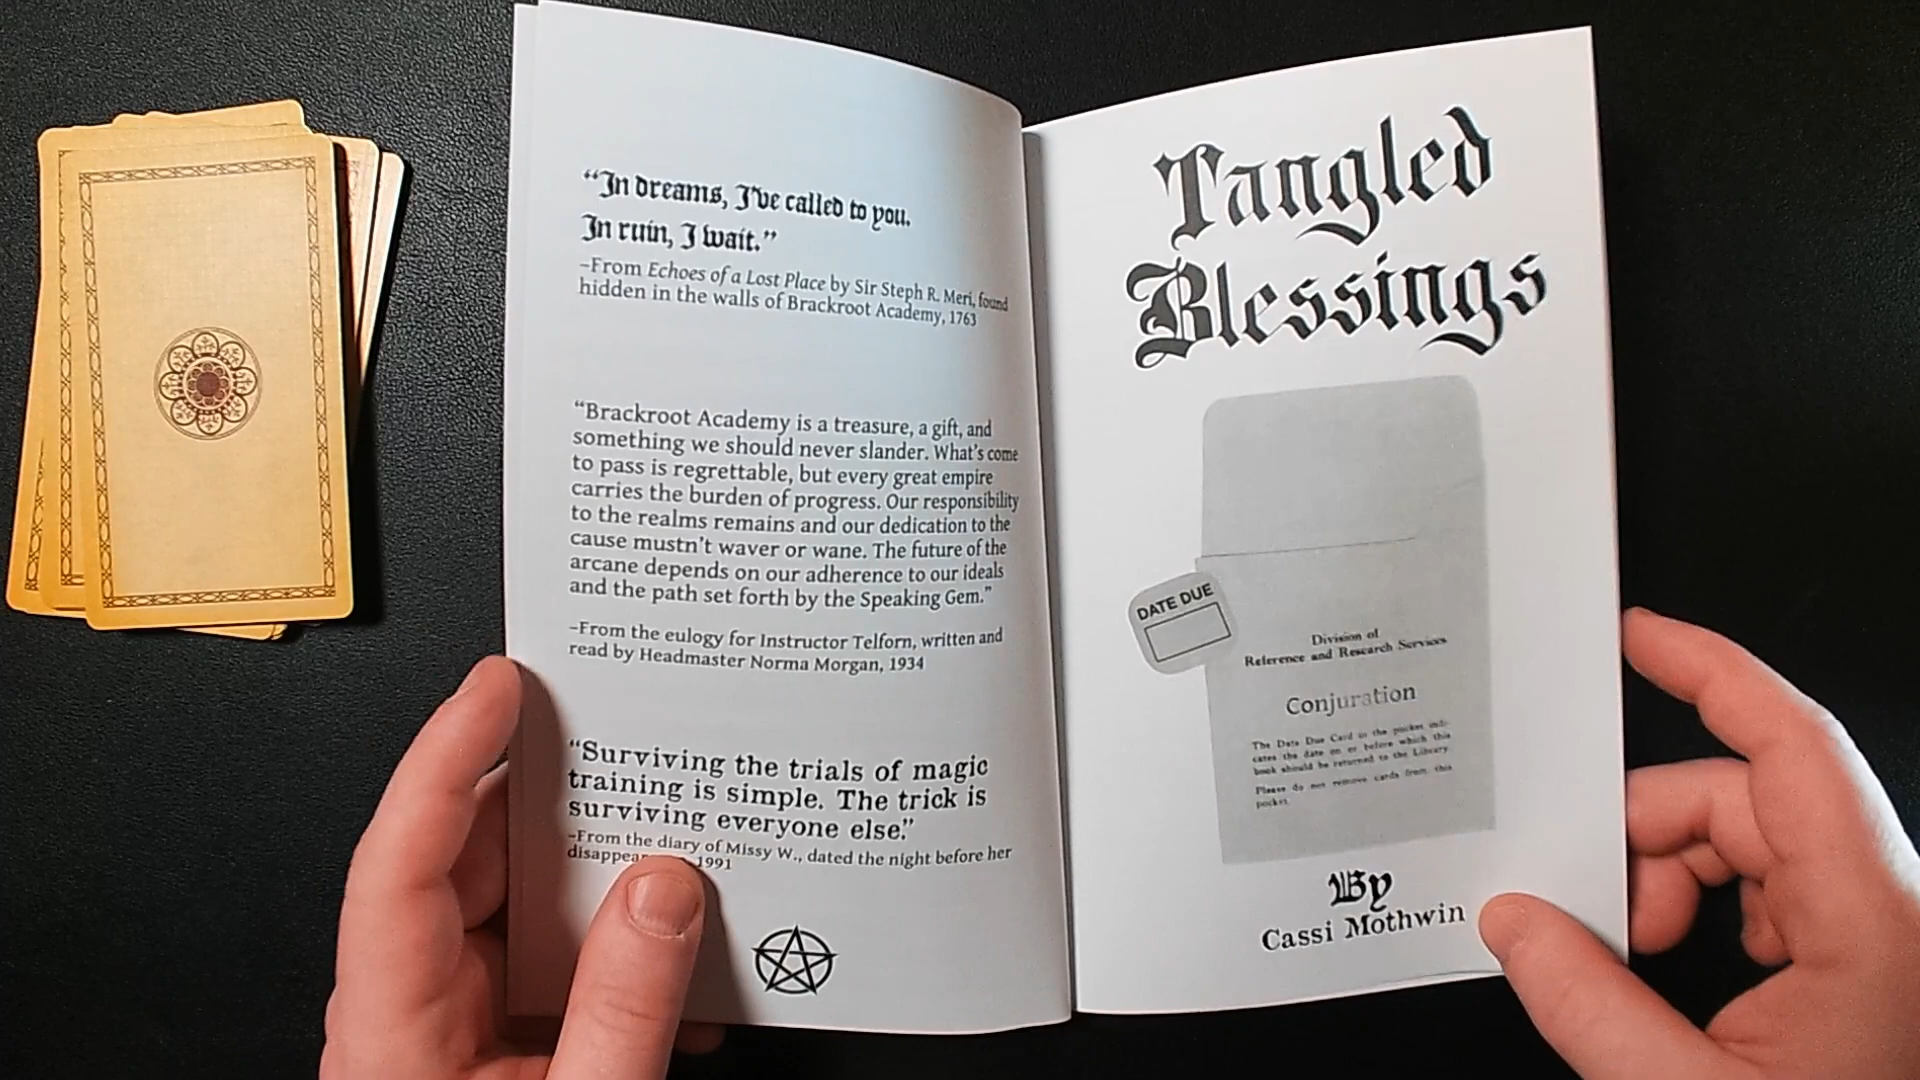 “In dreams, I’ve called to you.
In ruin, I wait.”
–From Echoes of a Lost Place by Sir Steph R. Meri, found
hidden in the walls of Brackroot Academy, 1763
“Brackroot Academy is a treasure, a gift, and
something we should never slander. What’s come
to pass is regrettable, but every great empire
carries the burden of progress. Our responsibility
to the realms remains and our dedication to the
cause mustn’t waver or wane. The future of the
arcane depends on our adherence to our ideals
and the path set forth by the Speaking Gem.”
–From the eulogy for Instructor Telforn, written and
read by Headmaster Norma Morgan, 1934
“Surviving the trials of magic
training is simple. The trick is
surviving everyone else.”
–From the diary of Missy W., dated the night before her
1991
Tangled
Blessings
DATE DUE
Division of
Reference and Research Services
Conjuration
The Date Due Card in the pocket indi-
cates the date on or before which this
book should be returned to the Library.
Please do not remove cards from this
pocket.
By
Cassi Mothwin